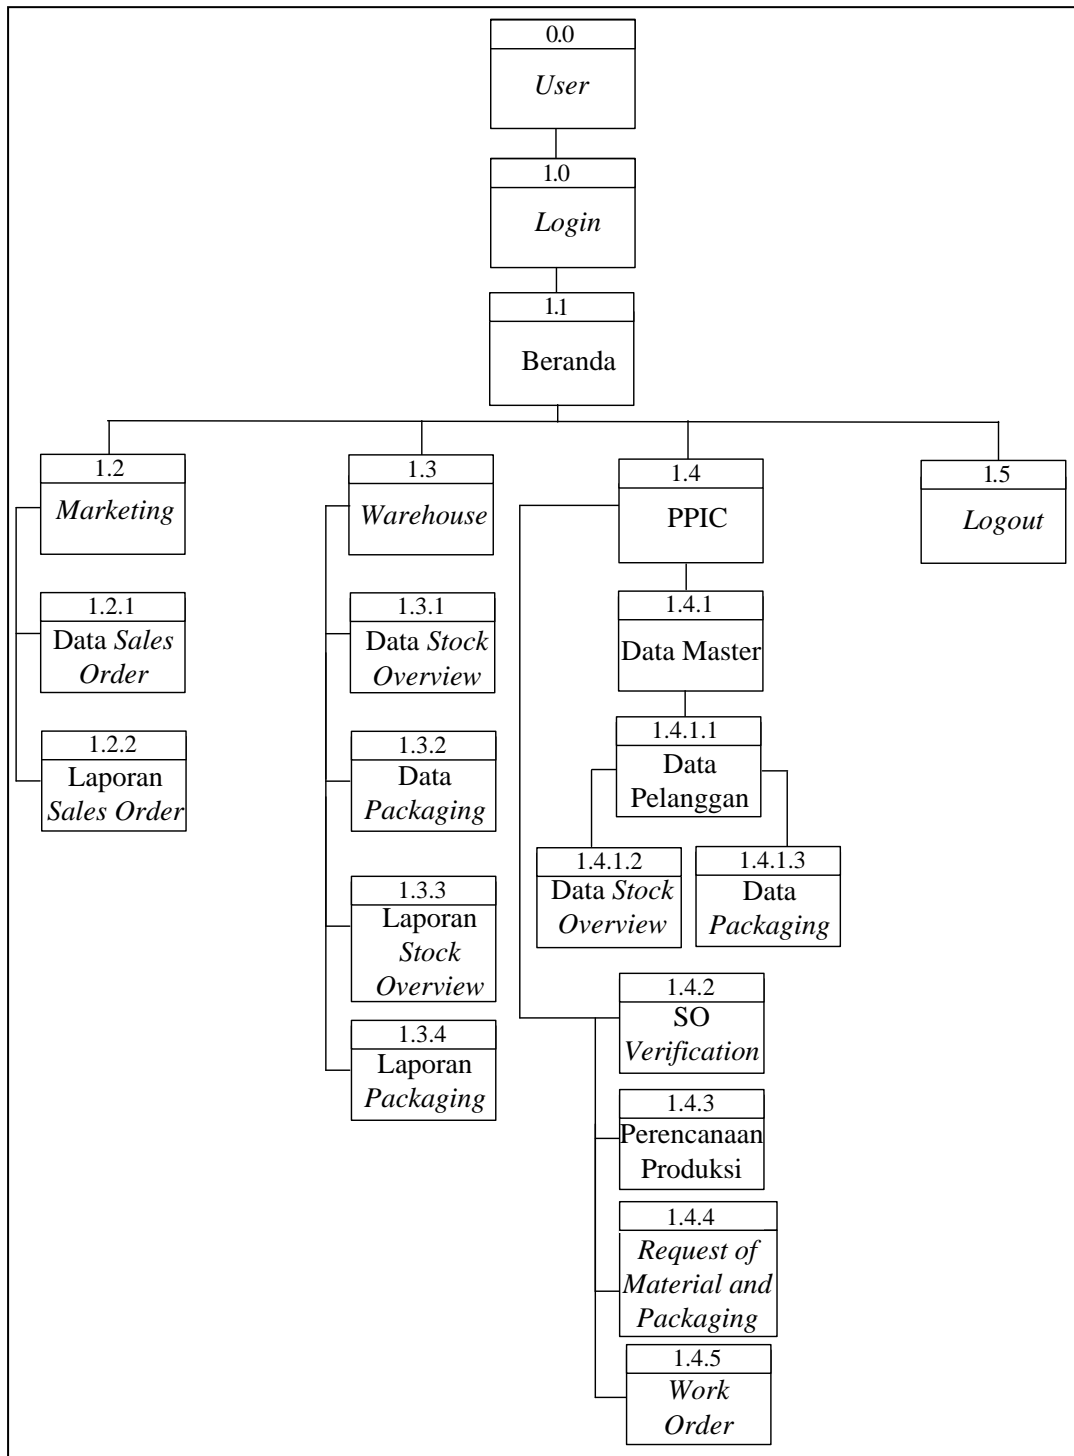 0.0
User
1.0
Login
1.1
Beranda
1.2
Marketing
1.2.1
Data Sales
Order
1.2.2
Laporan
Sales Order
1.3
Warehouse
1.3.1
Data Stock
Overview
1.3.2
Data
Packaging
1.3.3
Laporan
Stock
Overview
1.3.4
Laporan
Packaging
1.4
PPIC
1.4.1
Data Master
1.4.1.1
Data
Pelanggan
1.4.1.2
Data Stock
Overview
1.4.1.3
Data
Packaging
1.4.2
SO
Verification
1.4.3
Perencanaan
Produksi
1.4.4
Request of
Material and
Packaging
1.4.5
Work
Order
1.5
Logout